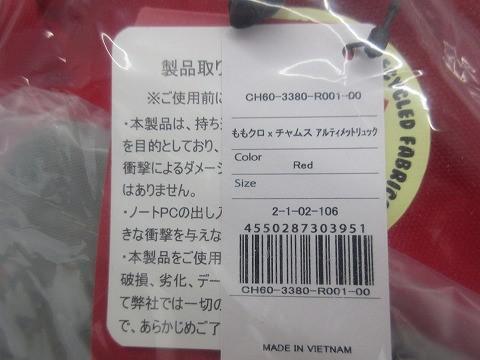 製品取り
※ご使用前に
・本製品は、持ち
を目的としており、
衝撃によるダメージ
はありません。
・ノートPCの出し入
きな衝撃を与えな
・本製品をご使用
破損、劣化、デー
て弊社では一切の
で、あらかじめご了
CH60-3380-R001-00
ももクロ x チャムス アルティメットリュック
Color
Red
Size
2-1-02-106
4550287303951
CH60-3380-R001-00
MADE IN VIETNAM
CYCLED FABRIC